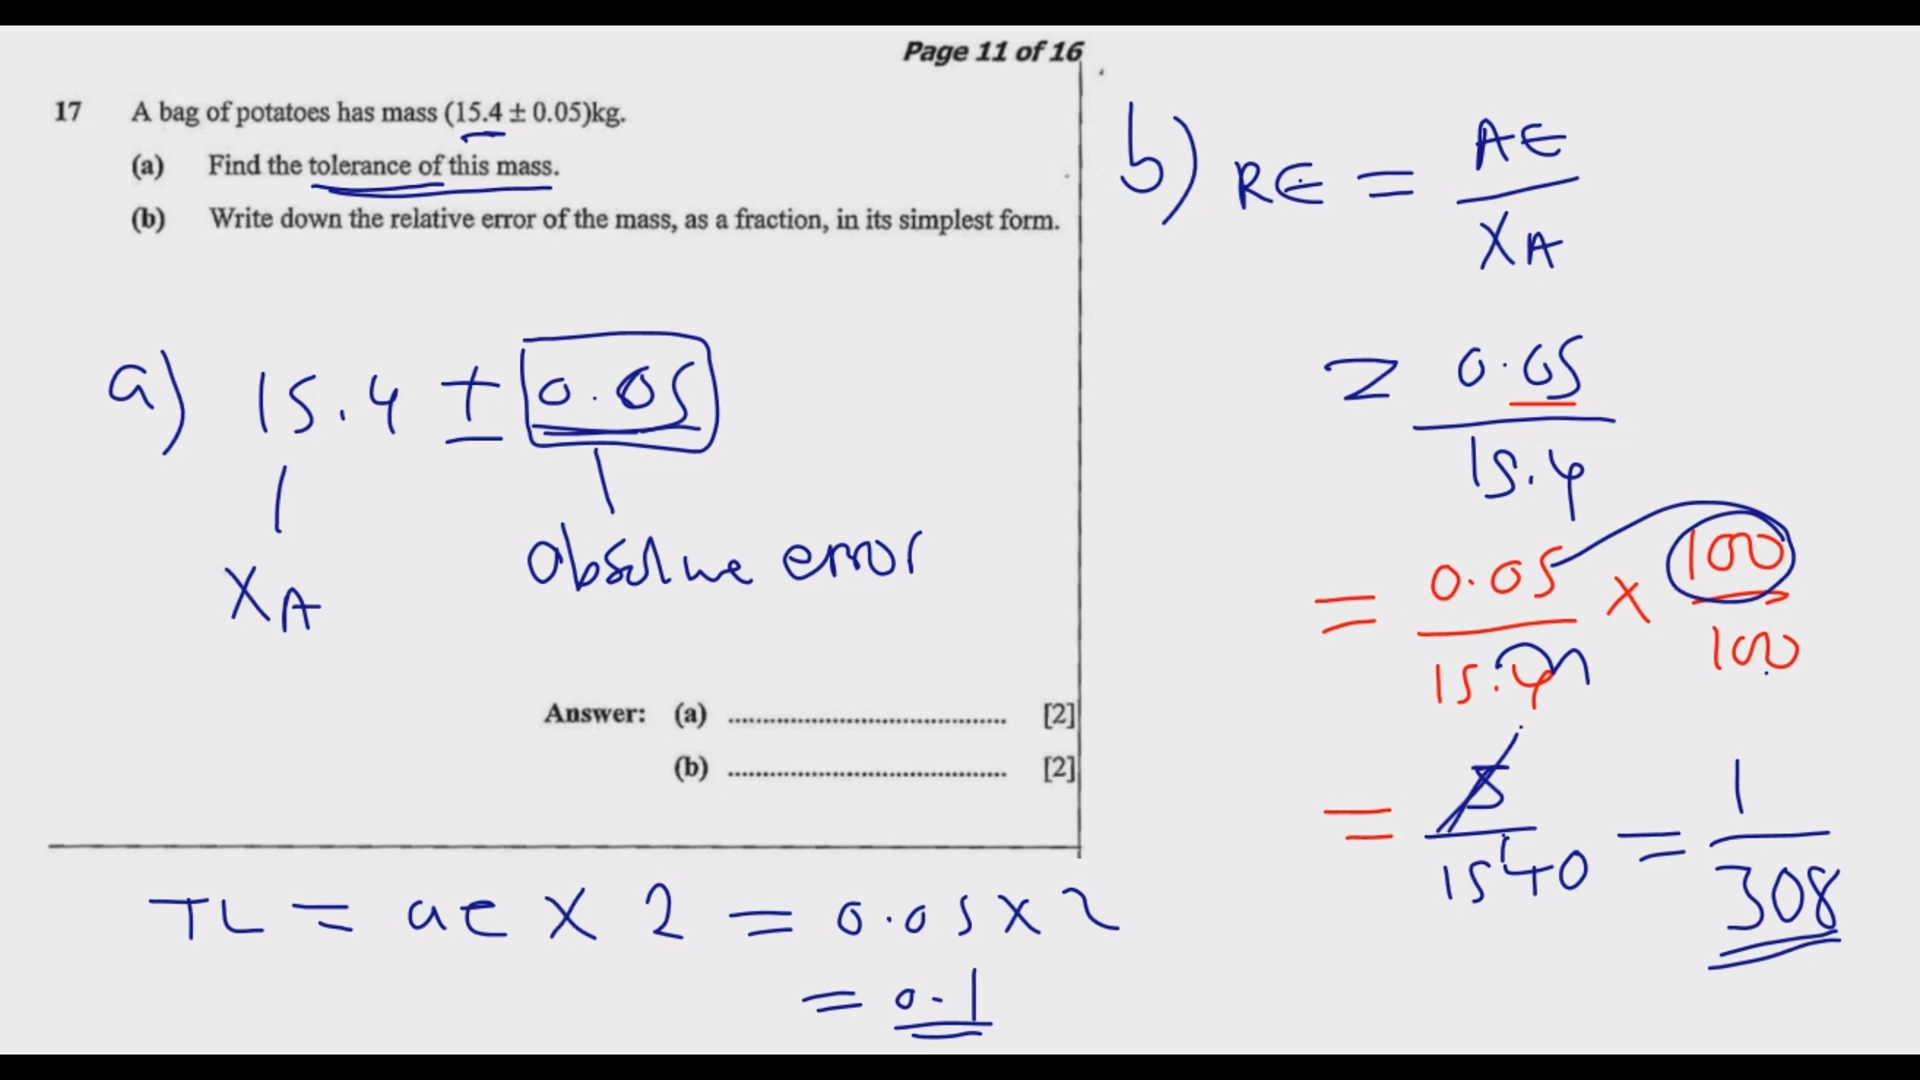 Page 11 of 16
17 A bag of potatoes has mass (15.4 ± 0.05)kg.
(a) Find the tolerance of this mass.
(b) Write down the relative error of the mass, as a fraction, in its simplest form.
a) 15.4 ± 0.05
XA absolute error
Answer: (a) ........................................ [2]
(b) ........................................ [2]
TL = ae × 2 = 0.05 × 2
= 0.1
b) RE = AE / XA
= 0.05 / 15.4
= 0.05 / 15.4 × 100 / 100
= 5 / 1540 = 1 / 308